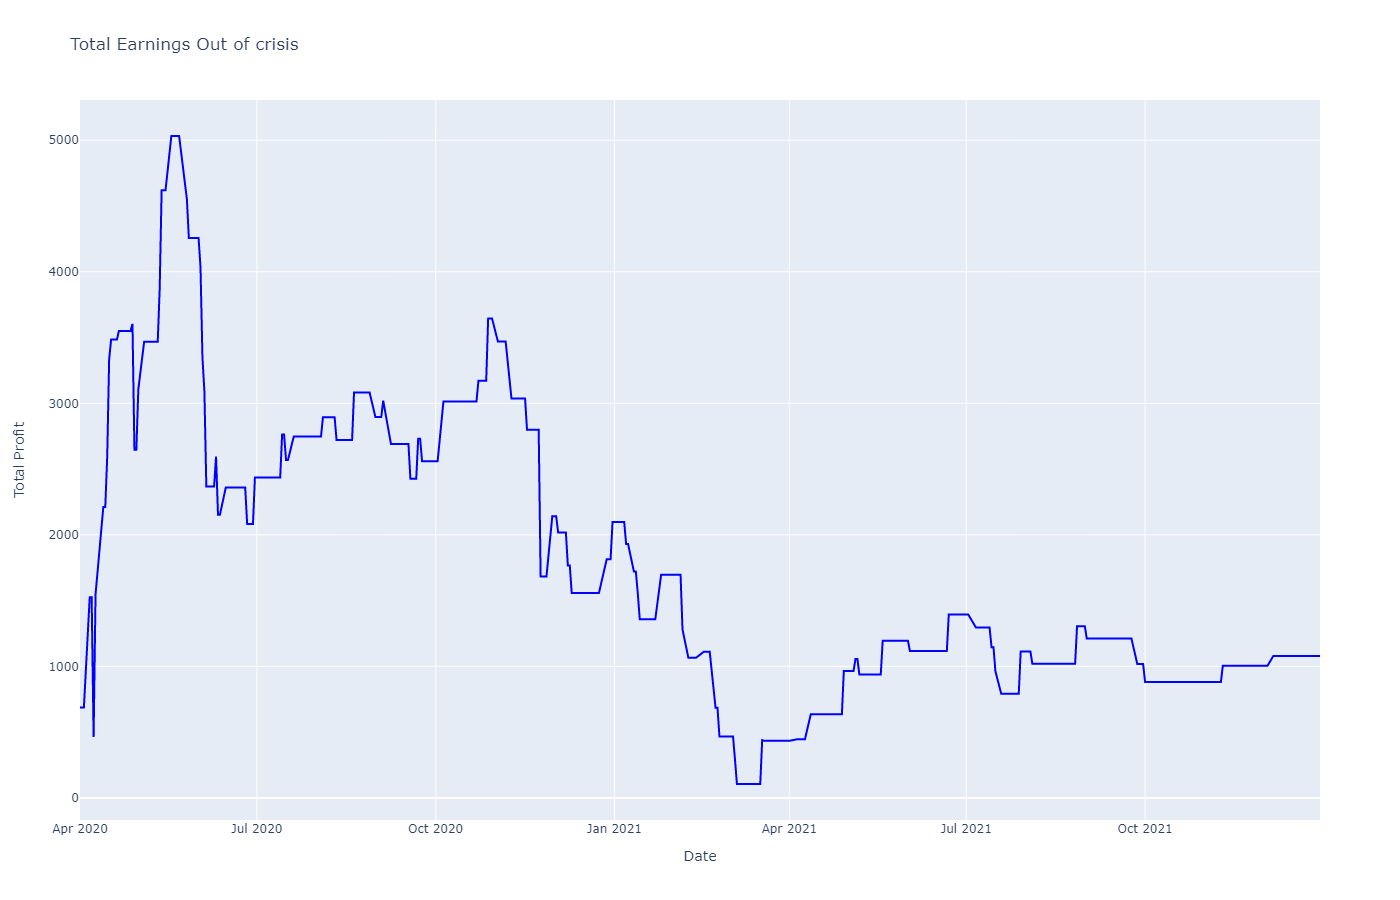 Total Earnings Out of crisis
Total Profit
5000
4000
3000
2000
1000
0
Apr 2020
Jul 2020
Oct 2020
Jan 2021
Apr 2021
Jul 2021
Oct 2021
Date